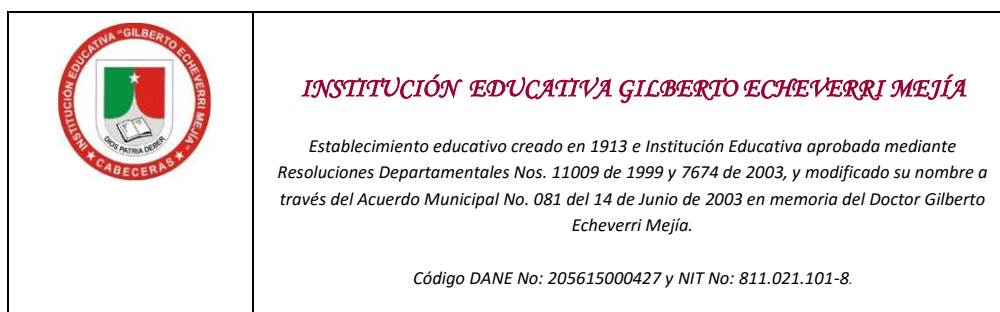 INSTITUCIÓN EDUCATIVA "GILBERTO ECHEVERRI MEJÍA"
DIOS PATRIA DEBER
★ CABECERAS ★
INSTITUCIÓN EDUCATIVA GILBERTO ECHEVERRI MEJÍA
Establecimiento educativo creado en 1913 e Institución Educativa aprobada mediante
Resoluciones Departamentales Nos. 11009 de 1999 y 7674 de 2003, y modificado su nombre a
través del Acuerdo Municipal No. 081 del 14 de Junio de 2003 en memoria del Doctor Gilberto
Echeverri Mejía.
Código DANE No: 205615000427 y NIT No: 811.021.101-8.